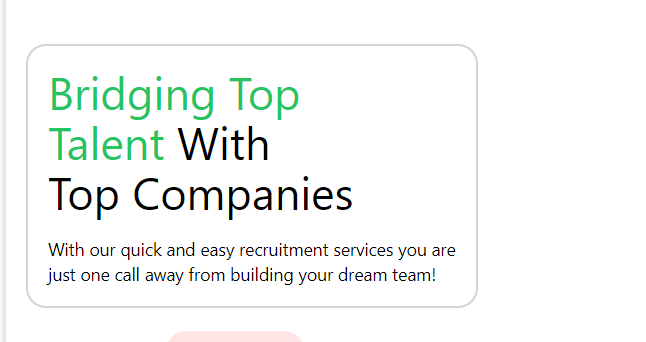 Bridging Top
Talent With
Top Companies
With our quick and easy recruitment services you are
just one call away from building your dream team!